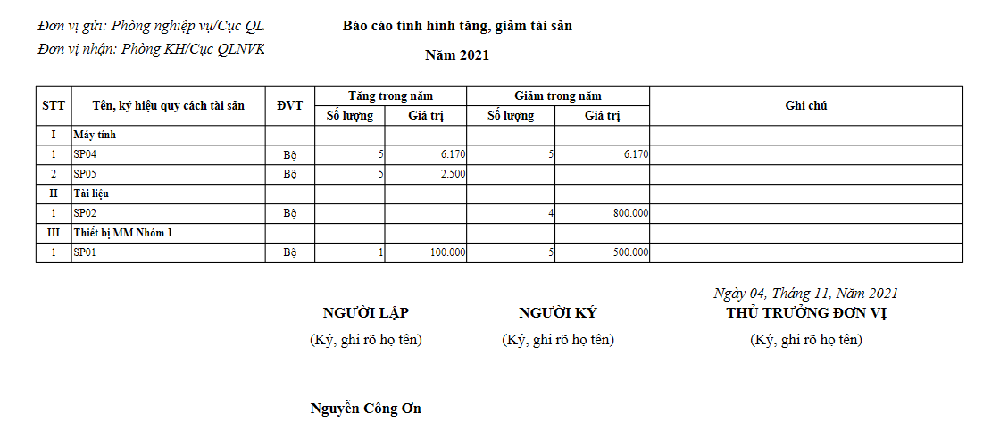 Đơn vị gửi: Phòng nghiệp vụ/Cục QL
Báo cáo tình hình tăng, giảm tài sản
Đơn vị nhận: Phòng KH/Cục QLNVK
Năm 2021
STT Tên, ký hiệu quy cách tài sản ĐVT Tăng trong năm Giảm trong năm Ghi chú
Số lượng Giá trị Số lượng Giá trị
I Máy tính
1 SP04 Bộ 5 6.170 5 6.170
2 SP05 Bộ 5 2.500
II Tài liệu
1 SP02 Bộ 4 800.000
III Thiết bị MM Nhóm 1
1 SP01 Bộ 1 100.000 5 500.000
Ngày 04, Tháng 11, Năm 2021
NGƯỜI LẬP NGƯỜI KÝ THỦ TRƯỞNG ĐƠN VỊ
(Ký, ghi rõ họ tên) (Ký, ghi rõ họ tên) (Ký, ghi rõ họ tên)
Nguyễn Công Ơn